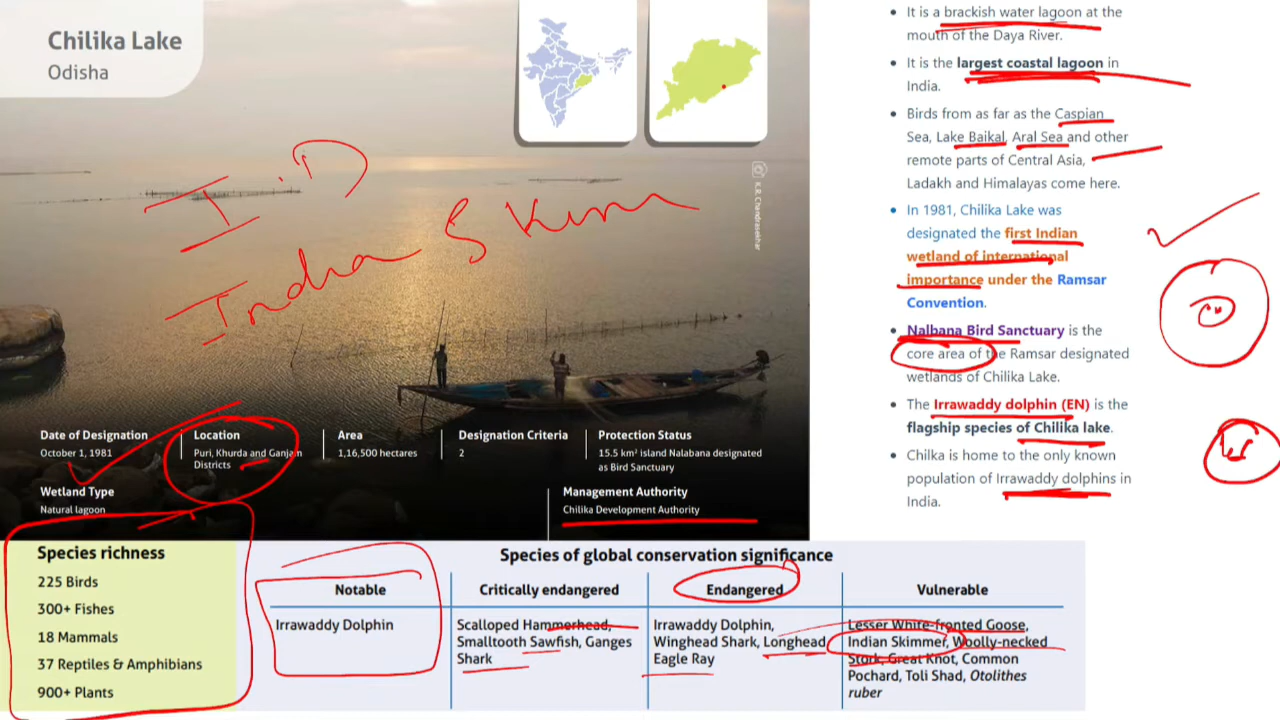 Chilika Lake
Odisha
I.D
Indian Skim
K.R.Chandrasekhar
Date of Designation
October 1, 1981
Location
Puri, Khurda and Ganjam
Districts
Area
1,16,500 hectares
Designation Criteria
2
Protection Status
15.5 km² island Nalabana designated
as Bird Sanctuary
Wetland Type
Natural lagoon
Management Authority
Chilika Development Authority
It is a brackish water lagoon at the
mouth of the Daya River.
It is the largest coastal lagoon in
India.
Birds from as far as the Caspian
Sea, Lake Baikal, Aral Sea and other
remote parts of Central Asia,
Ladakh and Himalayas come here.
In 1981, Chilika Lake was
designated the first Indian
wetland of international
importance under the Ramsar
Convention.
Nalbana Bird Sanctuary is the
core area of the Ramsar designated
wetlands of Chilika Lake.
The Irrawaddy dolphin (EN) is the
flagship species of Chilika lake.
Chilka is home to the only known
population of Irrawaddy dolphins in
India.
Species richness
225 Birds
300+ Fishes
18 Mammals
37 Reptiles & Amphibians
900+ Plants
Species of global conservation significance
Notable
Irrawaddy Dolphin
Critically endangered
Scalloped Hammerhead,
Smalltooth Sawfish, Ganges
Shark
Endangered
Irrawaddy Dolphin,
Winghead Shark, Longhead
Eagle Ray
Vulnerable
Lesser White-fronted Goose,
Indian Skimmer, Woolly-necked
Stork, Great Knot, Common
Pochard, Toli Shad, Otolithes
ruber